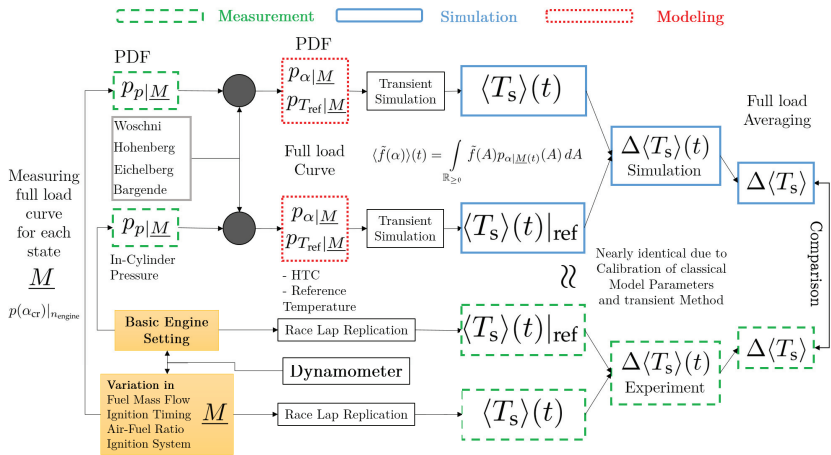 Measurement
Simulation
Modeling
PDF
PDF
p_{p|M}
p_{α|M}
p_{T_ref|M}
Transient
Simulation
⟨T_s⟩(t)
Full load
Averaging
Woschni
Hohenberg
Eichelberg
Bargende
Full load
Curve
⟨f̃(α)⟩(t) = ∫_{ℝ≥0} f̃(A) p_{α|M(t)}(A) dA
Δ⟨T_s⟩(t)
Simulation
Δ⟨T_s⟩
Measuring
full load
curve
for each
state
M
p(α_cr)|_{n_engine}
p_{p|M}
In-Cylinder
Pressure
p_{α|M}
p_{T_ref|M}
- HTC
- Reference
Temperature
Transient
Simulation
⟨T_s⟩(t)|_ref
≈
Nearly identical due to
Calibration of classical
Model Parameters
and transient Method
Comparison
Basic Engine
Setting
Race Lap Replication
⟨T_s⟩(t)|_ref
Dynamometer
Δ⟨T_s⟩(t)
Experiment
Δ⟨T_s⟩
Variation in
Fuel Mass Flow
Ignition Timing
Air-Fuel Ratio
Ignition System
M
Race Lap Replication
⟨T_s⟩(t)